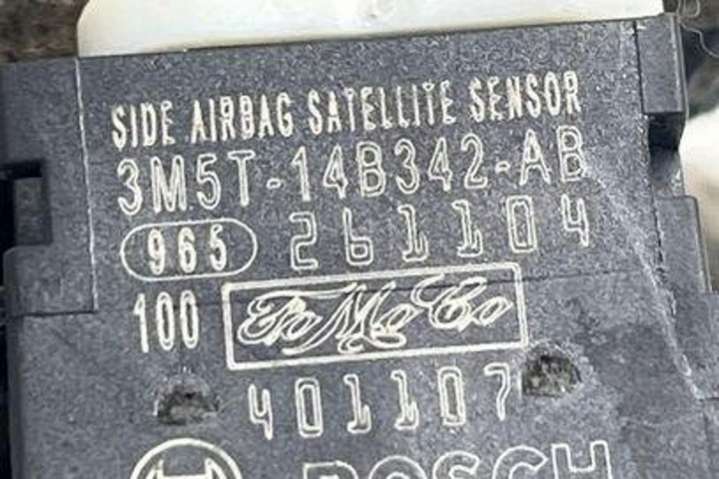 SIDE AIRBAG SATELLITE SENSOR
3M5T-14B342-AB
965 261104
100 FoMoCo
401107
BOSCH